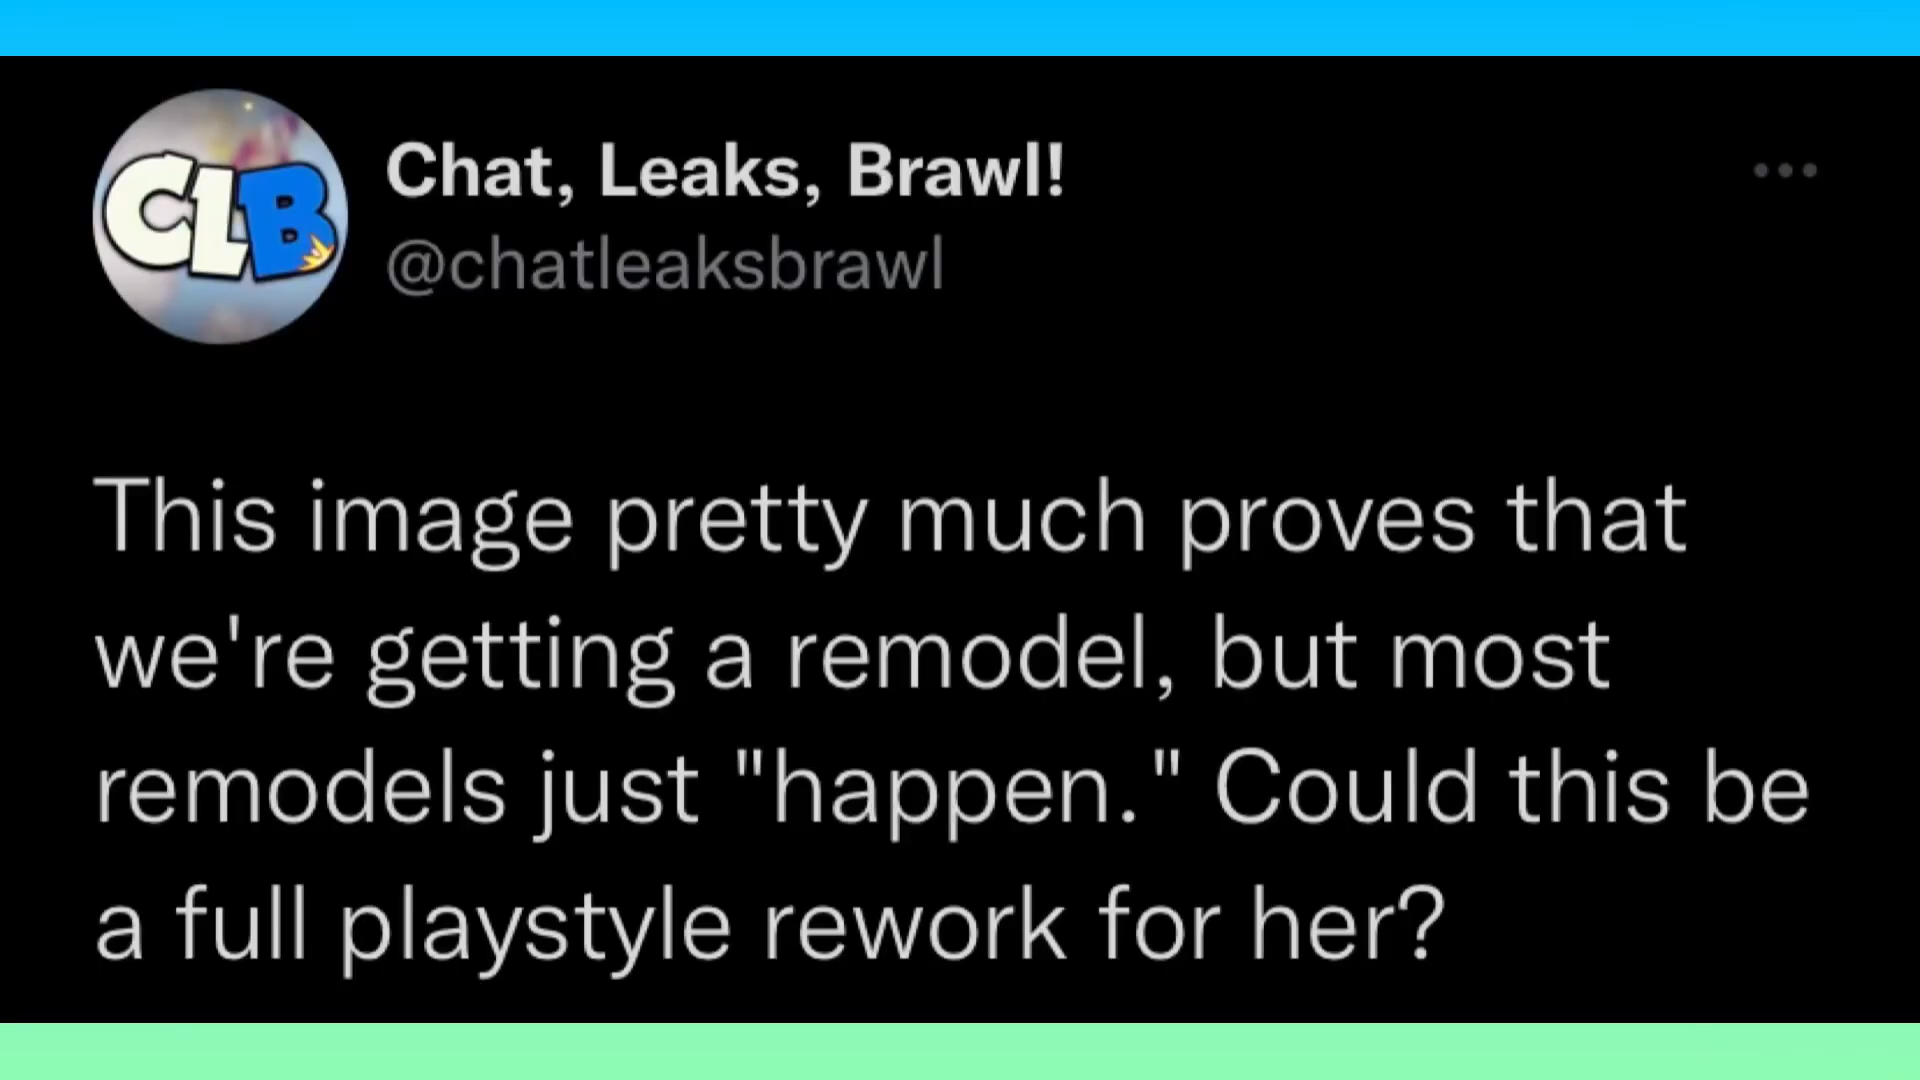 CLB
Chat, Leaks, Brawl!
@chatleaksbrawl
This image pretty much proves that
we're getting a remodel, but most
remodels just "happen." Could this be
a full playstyle rework for her?